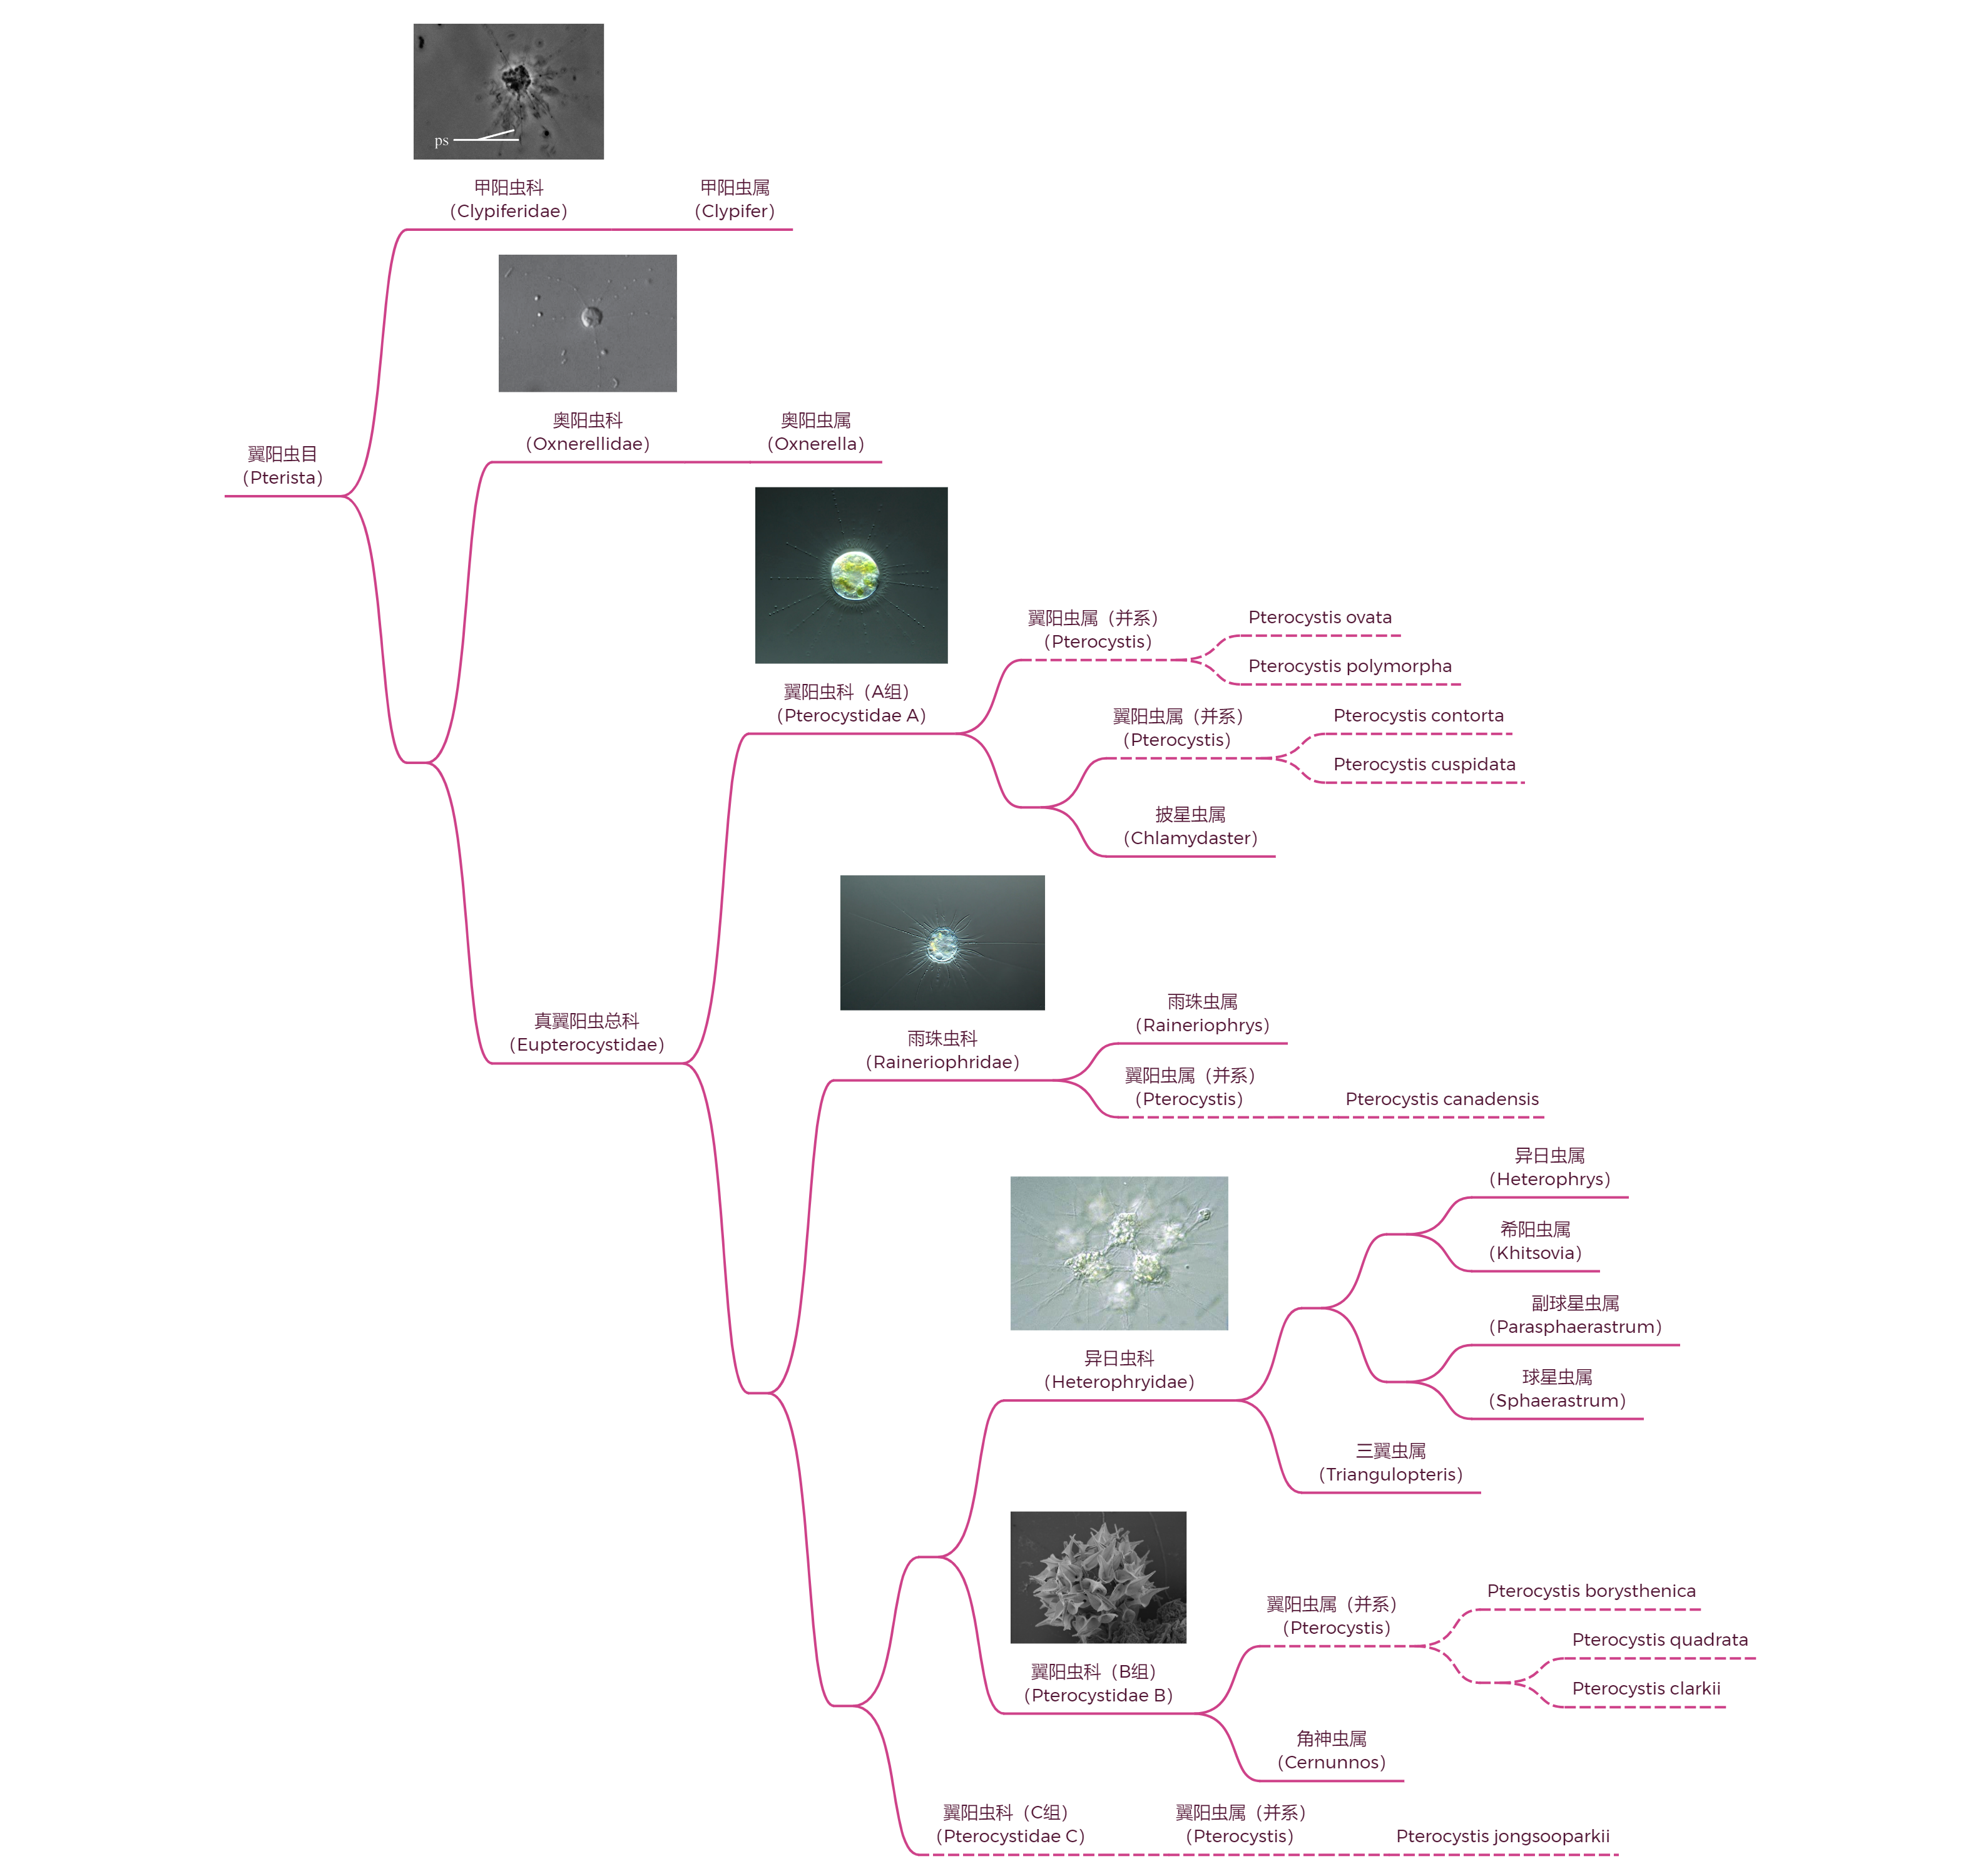 ps
甲阳虫科
(Clypiferidae)
甲阳虫属
(Clypifer)
奥阳虫科
(Oxnerellidae)
奥阳虫属
(Oxnerella)
翼阳虫目
(Pterista)
翼阳虫属（并系）
(Pterocystis)
Pterocystis ovata
Pterocystis polymorpha
翼阳虫科（A组）
(Pterocystidae A)
翼阳虫属（并系）
(Pterocystis)
Pterocystis contorta
Pterocystis cuspidata
披星虫属
(Chlamydaster)
真翼阳虫总科
(Eupterocystidae)
雨珠虫科
(Raineriophridae)
雨珠虫属
(Raineriophrys)
翼阳虫属（并系）
(Pterocystis)
Pterocystis canadensis
异日虫属
(Heterophrys)
希阳虫属
(Khitsovia)
副球星虫属
(Parasphaerastrum)
异日虫科
(Heterophryidae)
球星虫属
(Sphaerastrum)
三翼虫属
(Triangulopteris)
翼阳虫科（B组）
(Pterocystidae B)
翼阳虫属（并系）
(Pterocystis)
Pterocystis borysthenica
Pterocystis quadrata
Pterocystis clarkii
角神虫属
(Cernunnos)
翼阳虫科（C组）
(Pterocystidae C)
翼阳虫属（并系）
(Pterocystis)
Pterocystis jongsooparkii